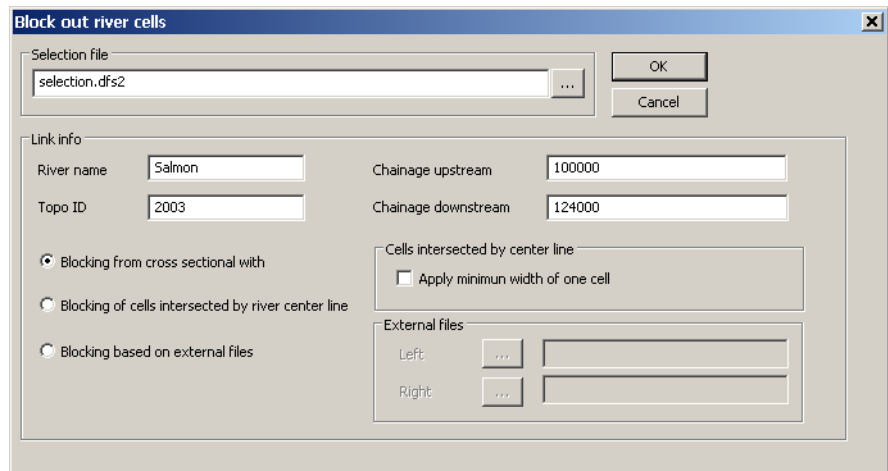 Block out river cells
Selection file
selection.dfs2 ...
OK
Cancel
Link info
River name Salmon Chainage upstream 100000
Topo ID 2003 Chainage downstream 124000
Blocking from cross sectional with
Blocking of cells intersected by river center line
Blocking based on external files
Cells intersected by center line
Apply minimun width of one cell
External files
Left ...
Right ...